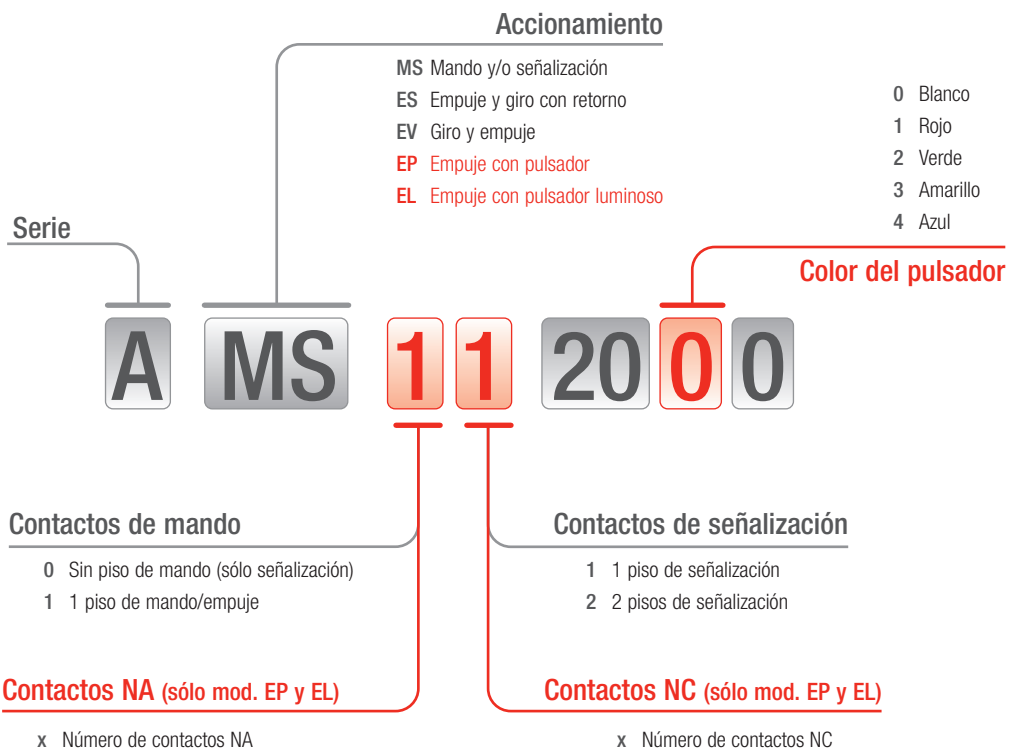 Accionamiento
MS Mando y/o señalización
ES Empuje y giro con retorno
EV Giro y empuje
EP Empuje con pulsador
EL Empuje con pulsador luminoso
0 Blanco
1 Rojo
2 Verde
3 Amarillo
4 Azul
Serie
Color del pulsador
A MS 1 1 20 0 0
Contactos de mando
0 Sin piso de mando (sólo señalización)
1 1 piso de mando/empuje
Contactos de señalización
1 1 piso de señalización
2 2 pisos de señalización
Contactos NA (sólo mod. EP y EL)
x Número de contactos NA
Contactos NC (sólo mod. EP y EL)
x Número de contactos NC